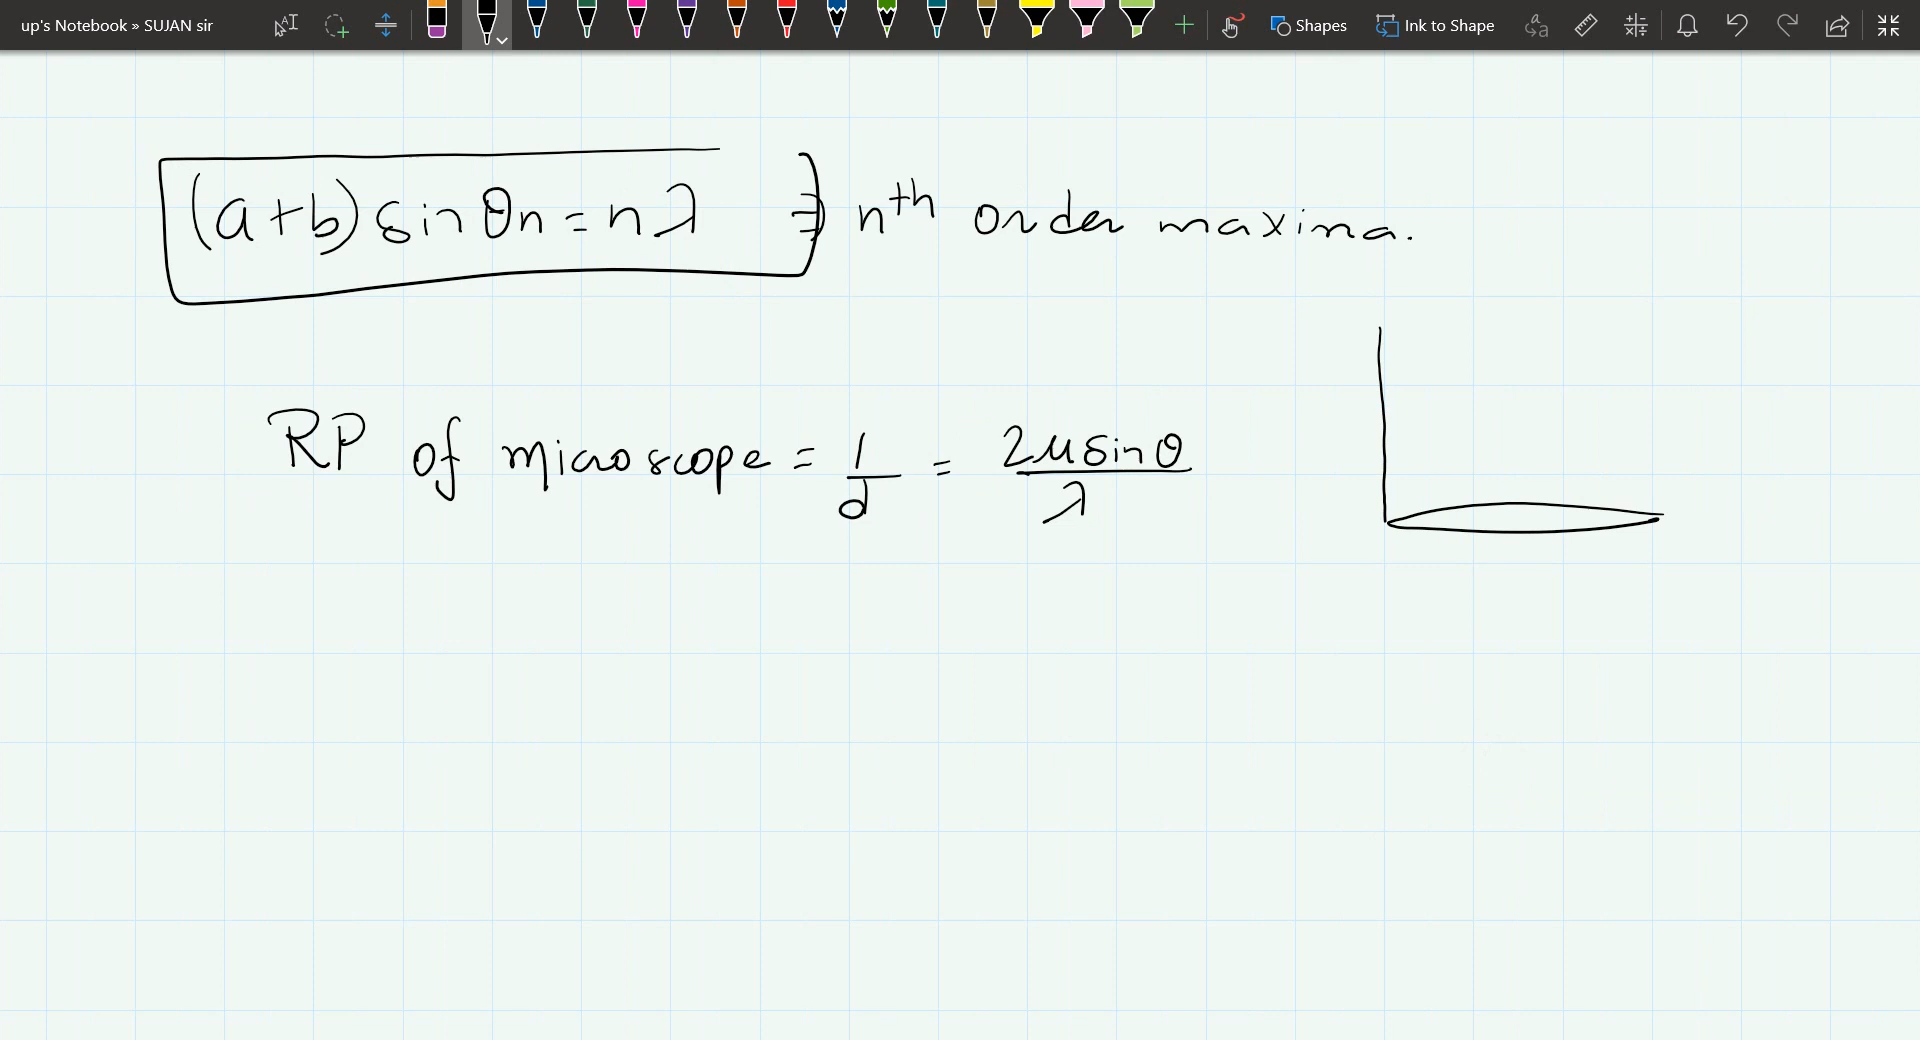 up's Notebook » SUJAN sir Shapes Ink to Shape
(a+b) sin θn = nλ ⇒ nth order maxima.
RP of microscope = 1/d = 2μ sin θ/λ